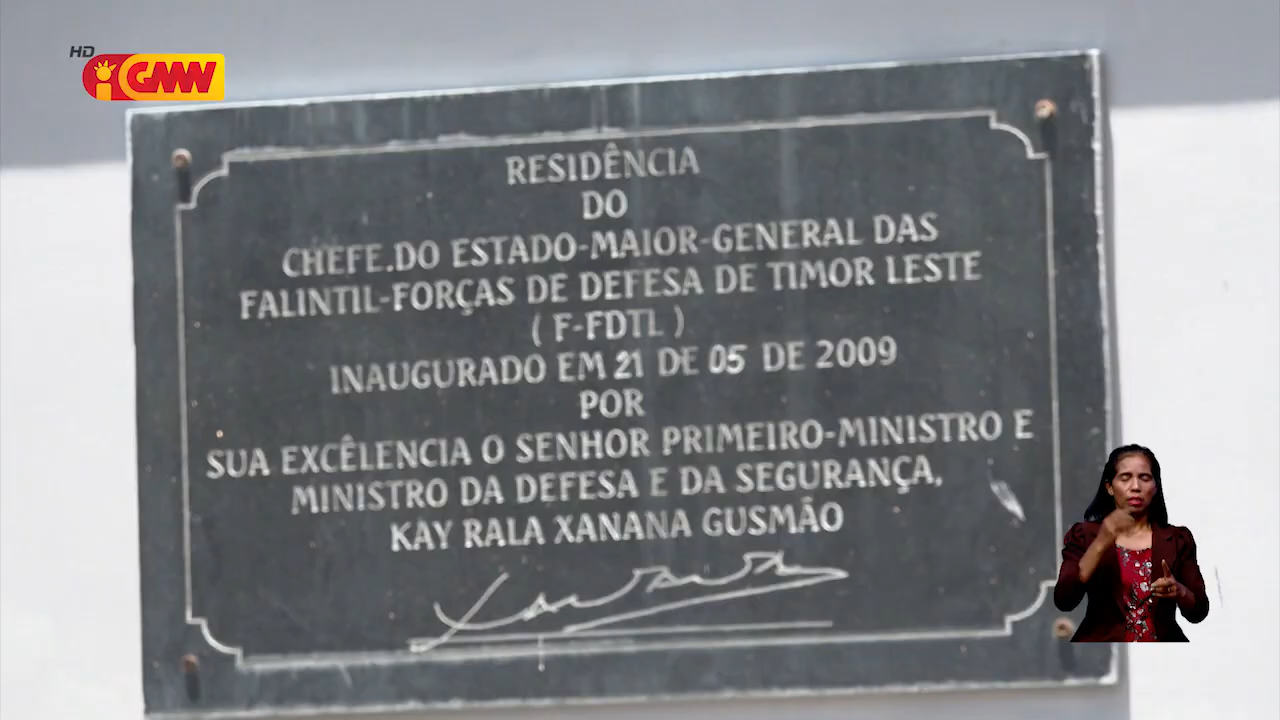 HD
GMN
RESIDÊNCIA
DO
CHEFE.DO ESTADO-MAIOR-GENERAL DAS
FALINTIL-FORÇAS DE DEFESA DE TIMOR LESTE
( F-FDTL )
INAUGURADO EM 21 DE 05 DE 2009
POR
SUA EXCÊLENCIA O SENHOR PRIMEIRO-MINISTRO E
MINISTRO DA DEFESA E DA SEGURANÇA,
KAY RALA XANANA GUSMÃO
Xanana